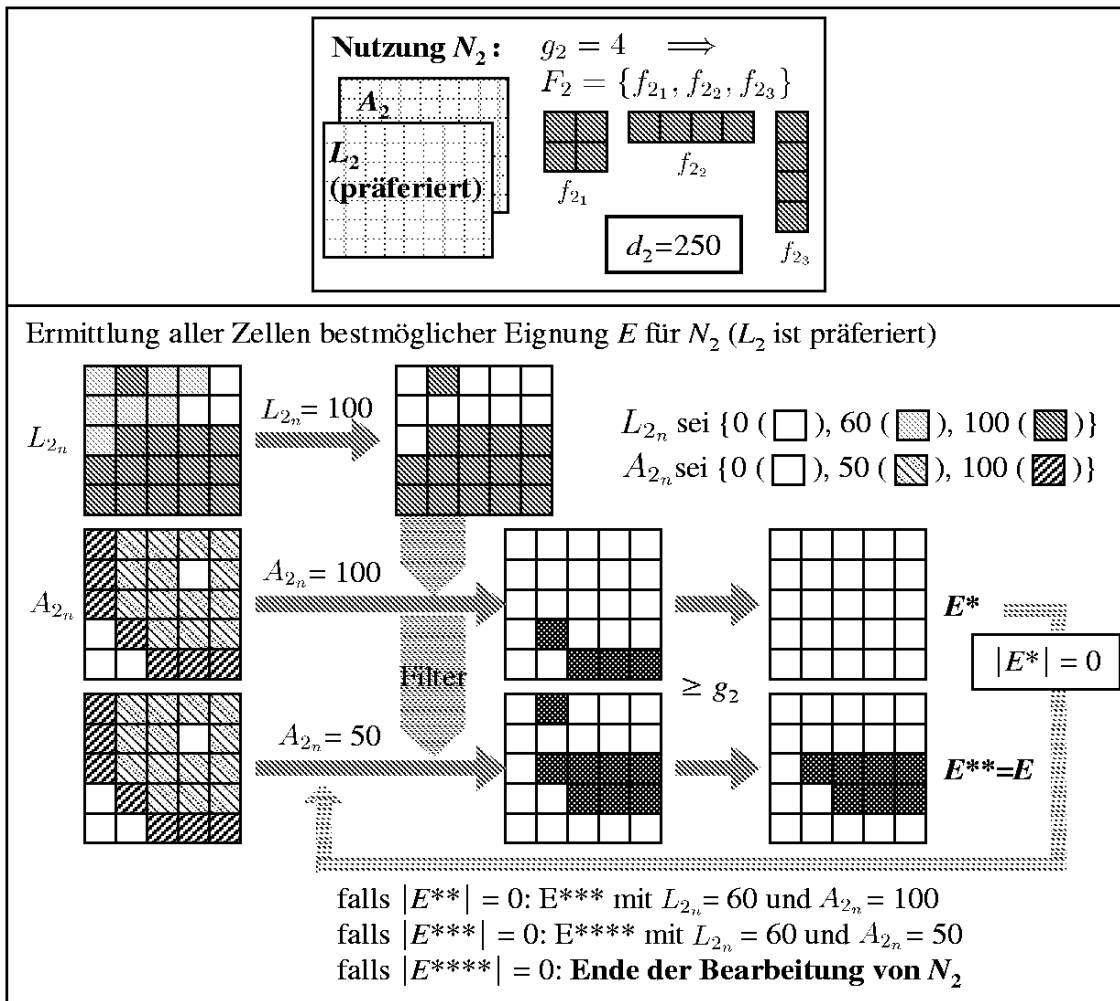 Nutzung N₂:
g₂ = 4 ⟹
F₂ = {f₂₁, f₂₂, f₂₃}
A₂
L₂
(präferiert)
f₂₁
f₂₂
f₂₃
d₂=250
Ermittlung aller Zellen bestmöglicher Eignung E für N₂ (L₂ ist präferiert)
L₂ₙ
L₂ₙ= 100
L₂ₙ sei {0 ( ), 60 ( ), 100 ( )}
A₂ₙ sei {0 ( ), 50 ( ), 100 ( )}
A₂ₙ
A₂ₙ= 100
E*
|E*| = 0
Filter
≥ g₂
A₂ₙ= 50
E**=E
falls |E**| = 0: E*** mit L₂ₙ= 60 und A₂ₙ= 100
falls |E***| = 0: E**** mit L₂ₙ= 60 und A₂ₙ= 50
falls |E****| = 0: Ende der Bearbeitung von N₂